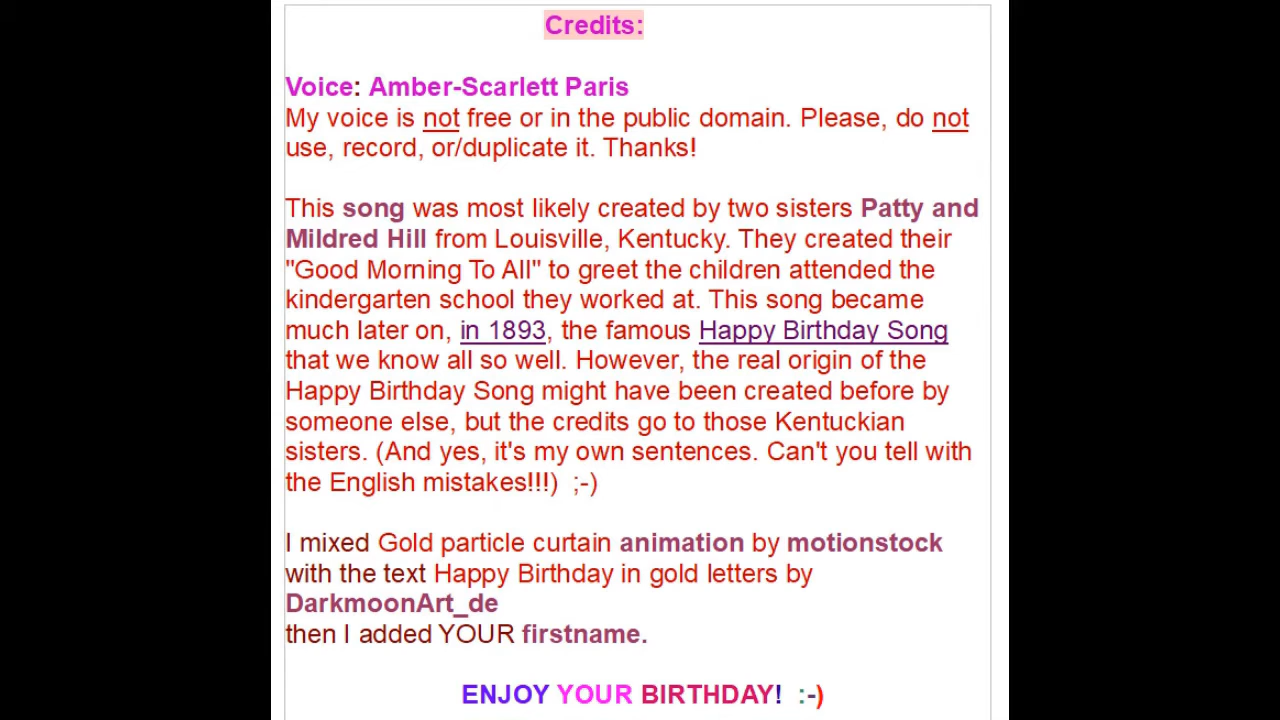 Credits:
Voice: Amber-Scarlett Paris
My voice is not free or in the public domain. Please, do not
use, record, or/duplicate it. Thanks!
This song was most likely created by two sisters Patty and
Mildred Hill from Louisville, Kentucky. They created their
"Good Morning To All" to greet the children attended the
kindergarten school they worked at. This song became
much later on, in 1893, the famous Happy Birthday Song
that we know all so well. However, the real origin of the
Happy Birthday Song might have been created before by
someone else, but the credits go to those Kentuckian
sisters. (And yes, it's my own sentences. Can't you tell with
the English mistakes!!!)  ;-)
I mixed Gold particle curtain animation by motionstock
with the text Happy Birthday in gold letters by
DarkmoonArt_de
then I added YOUR firstname.
ENJOY YOUR BIRTHDAY!  :-)